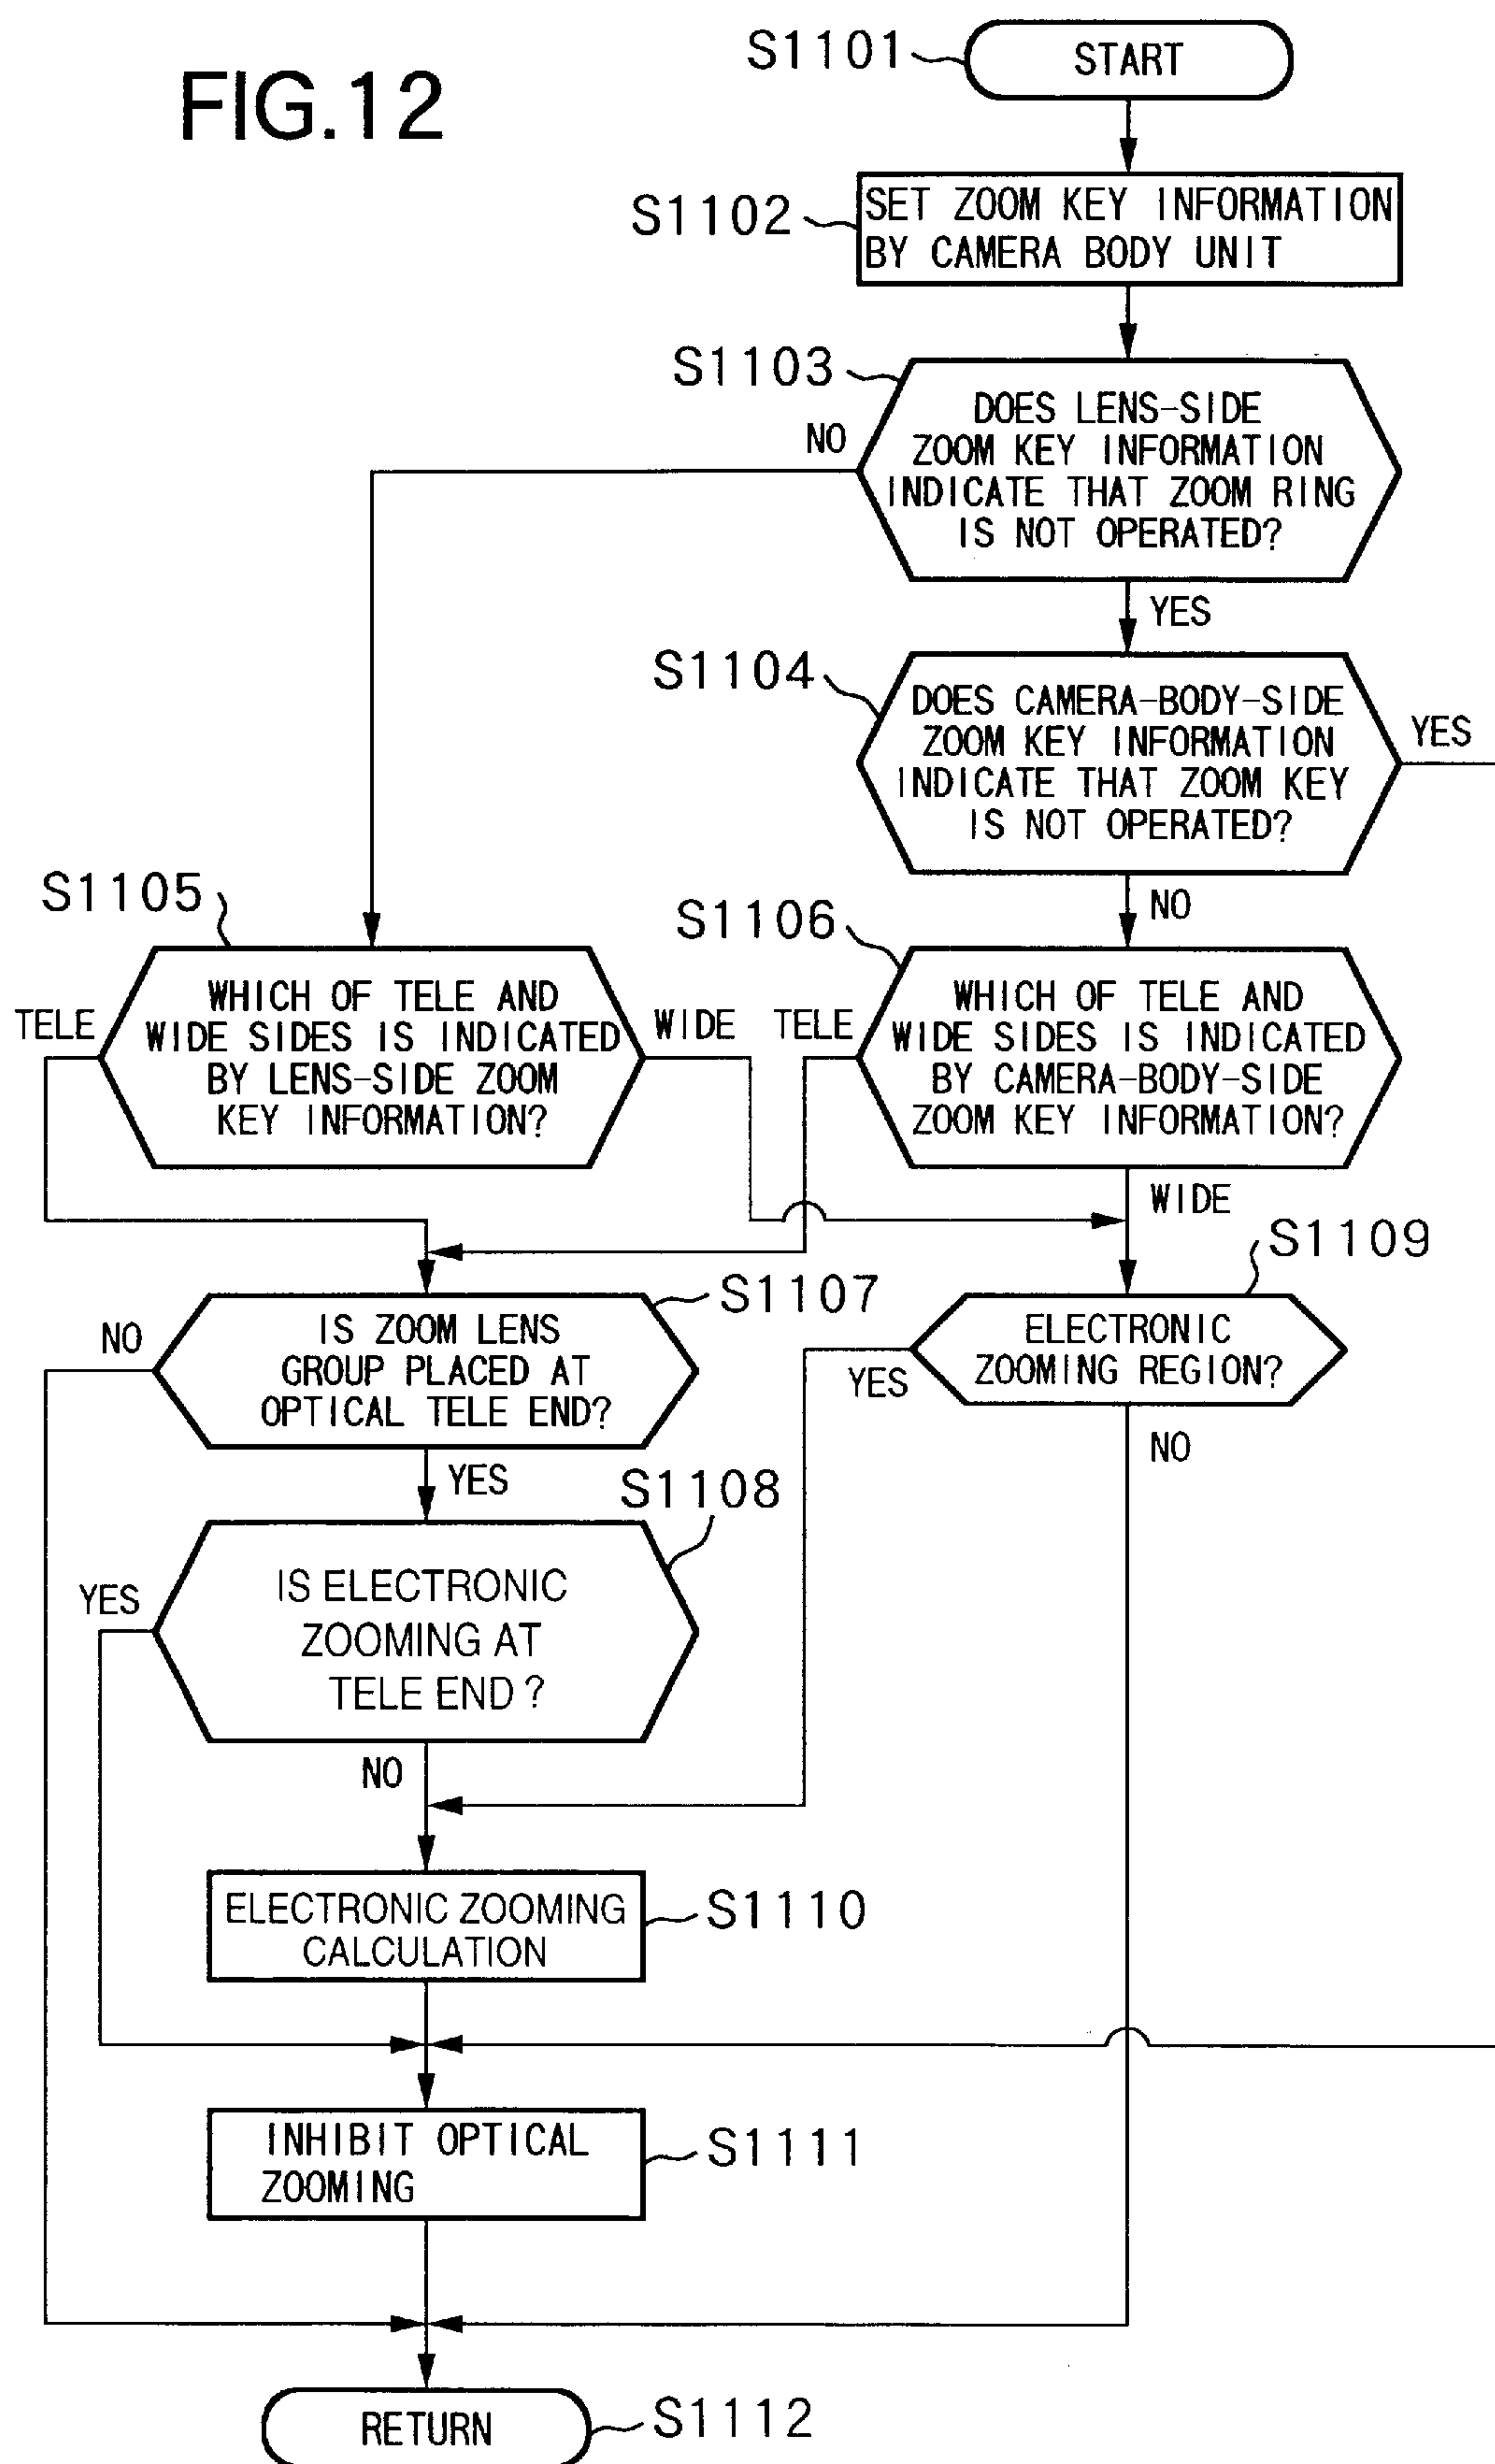 FIG.12
S1101
START
S1102
SET ZOOM KEY INFORMATION
BY CAMERA BODY UNIT
S1103
DOES LENS-SIDE
ZOOM KEY INFORMATION
INDICATE THAT ZOOM RING
IS NOT OPERATED?
NO
YES
S1104
DOES CAMERA-BODY-SIDE
ZOOM KEY INFORMATION
INDICATE THAT ZOOM KEY
IS NOT OPERATED?
YES
NO
S1105
WHICH OF TELE AND
WIDE SIDES IS INDICATED
BY LENS-SIDE ZOOM
KEY INFORMATION?
TELE
WIDE
S1106
WHICH OF TELE AND
WIDE SIDES IS INDICATED
BY CAMERA-BODY-SIDE
ZOOM KEY INFORMATION?
TELE
WIDE
S1107
IS ZOOM LENS
GROUP PLACED AT
OPTICAL TELE END?
NO
YES
S1109
ELECTRONIC
ZOOMING REGION?
YES
NO
S1108
IS ELECTRONIC
ZOOMING AT
TELE END ?
YES
NO
ELECTRONIC ZOOMING
CALCULATION
S1110
INHIBIT OPTICAL
ZOOMING
S1111
RETURN
S1112